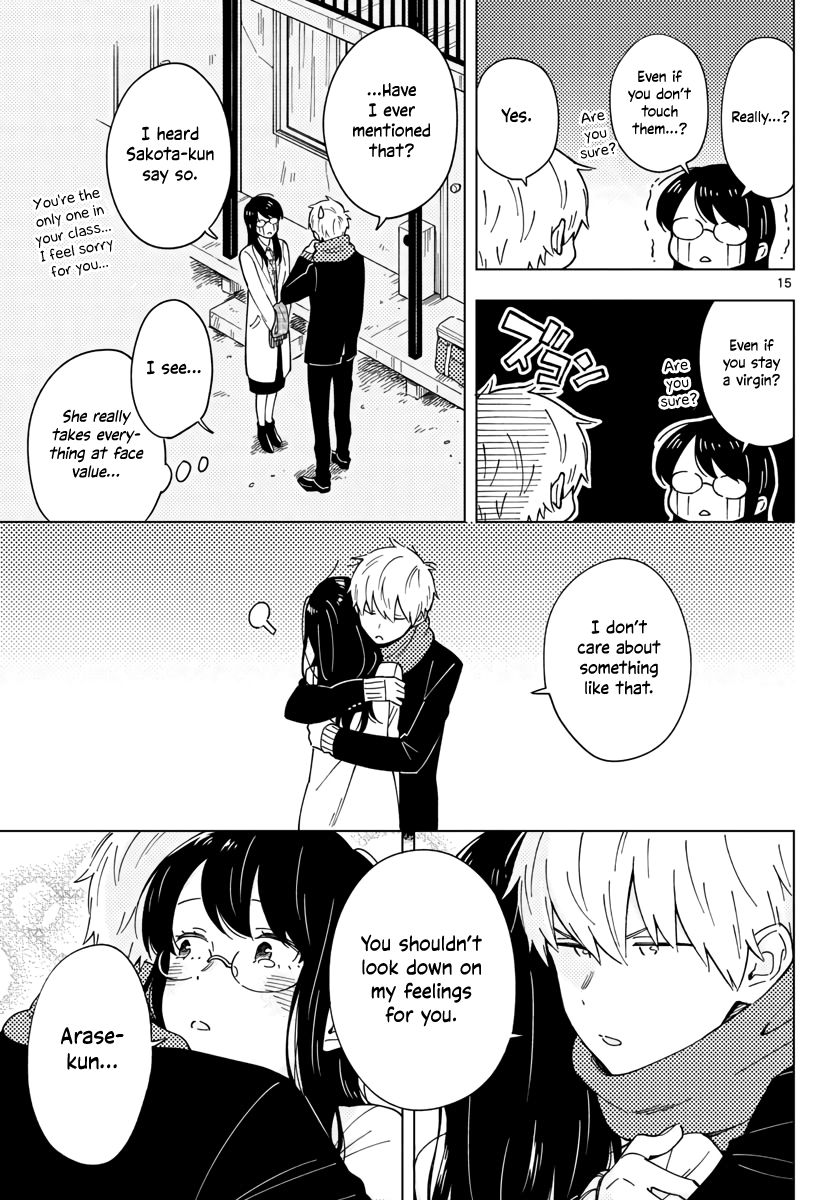 Really...?
Even if
you don't
touch
them...?
Are
you
sure?
Yes.
15
Even if
you stay
a virgin?
Are
you
sure?
ズヨン
...Have
I ever
mentioned
that?
I heard
Sakota-kun
say so.
You're the
only one in
your class...
I feel sorry
for you...
I see...
She really
takes every-
thing at face
value...
I don't
care about
something
like that.
You shouldn't
look down on
my feelings
for you.
Arase-
kun...